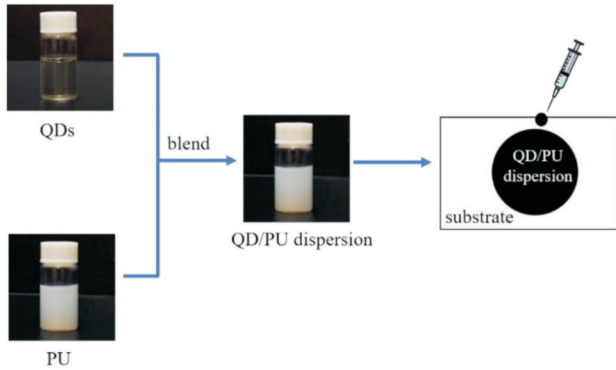 QDs
blend
PU
QD/PU dispersion
QD/PU
dispersion
substrate